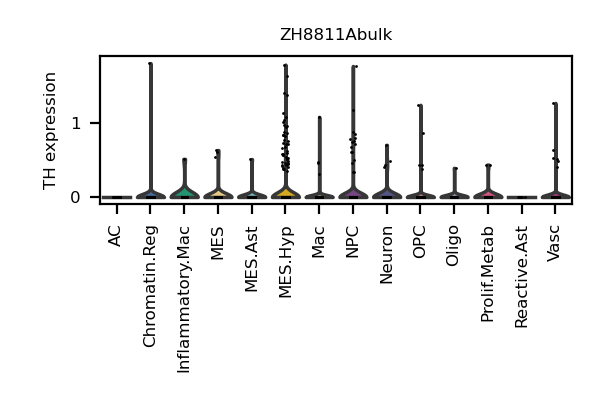 ZH8811Abulk
TH expression
1
0
AC
Chromatin.Reg
Inflammatory.Mac
MES
MES.Ast
MES.Hyp
Mac
NPC
Neuron
OPC
Oligo
Prolif.Metab
Reactive.Ast
Vasc